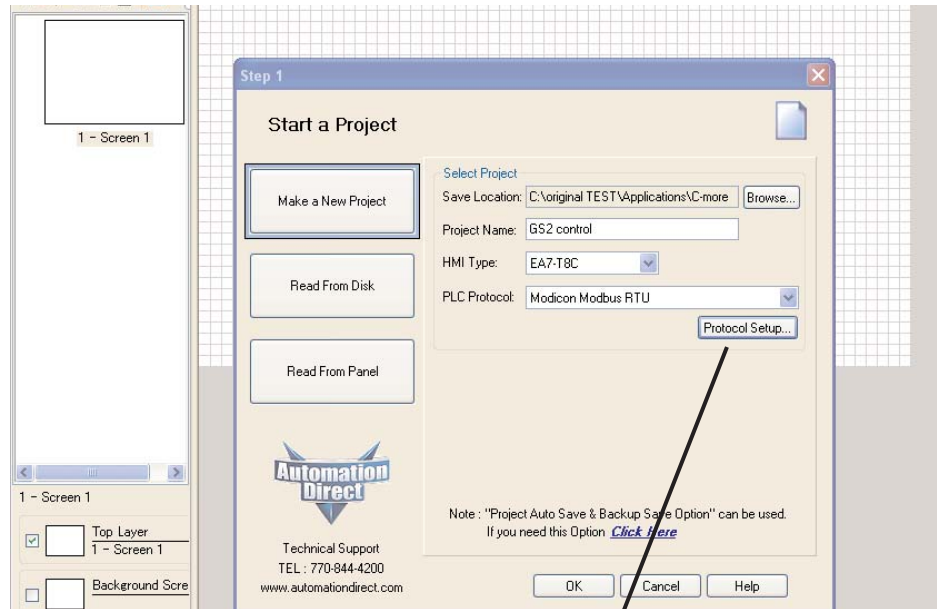 1 - Screen 1
1 - Screen 1
Top Layer
1 - Screen 1
Background Scre
Step 1
Start a Project
Make a New Project
Read From Disk
Read From Panel
Automation
Direct
Technical Support
TEL : 770-844-4200
www.automationdirect.com
Select Project
Save Location: C:\original TEST\Applications\C-more Browse...
Project Name: GS2 control
HMI Type: EA7-T8C
PLC Protocol: Modicon Modbus RTU
Protocol Setup...
Note : "Project Auto Save & Backup Save Option" can be used.
If you need this Option Click Here
OK Cancel Help